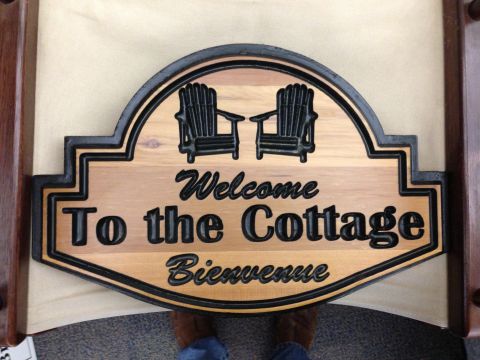 Welcome
To the Cottage
Bienvenue